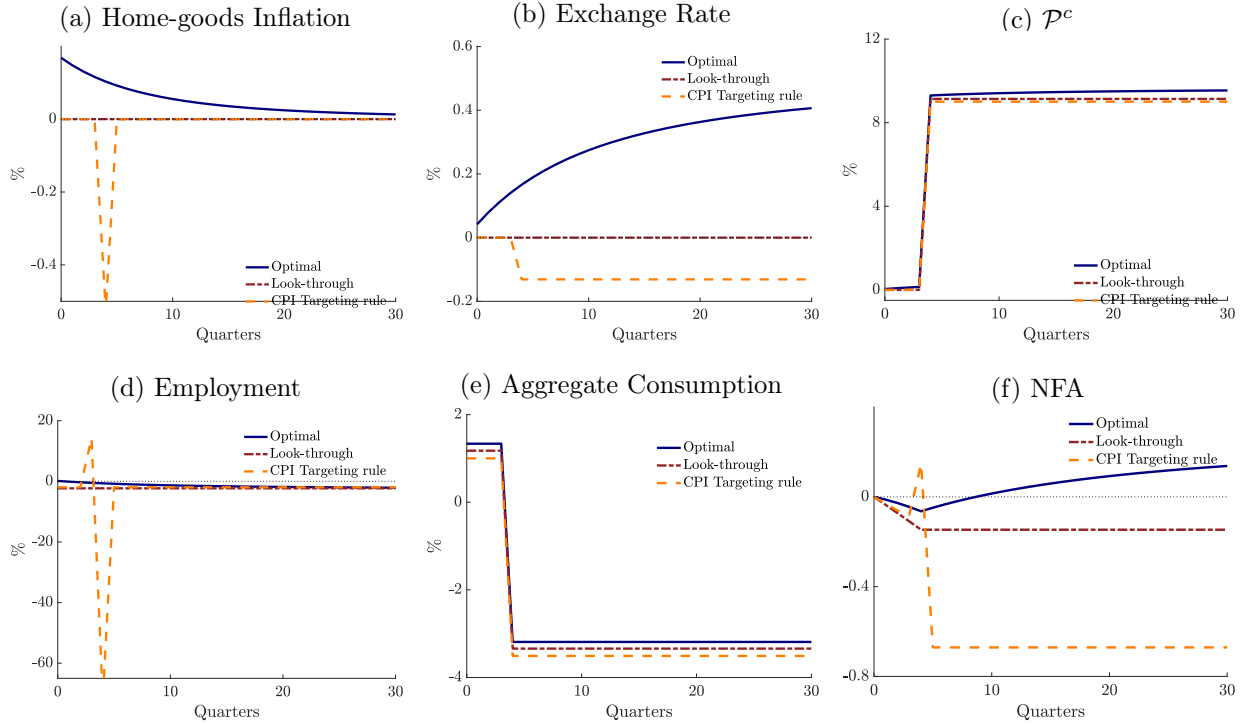 (a) Home-goods Inflation
%
0
-0.2
-0.4
Optimal
Look-through
CPI Targeting rule
0 10 20 30
Quarters
(b) Exchange Rate
%
0.6
0.4
0.2
0
-0.2
Optimal
Look-through
CPI Targeting rule
0 10 20 30
Quarters
(c) 𝒫ᶜ
%
12
9
8
4
0
Optimal
Look-through
CPI Targeting rule
0 10 20 30
Quarters
(d) Employment
%
20
0
-20
-40
-60
Optimal
Look-through
CPI Targeting rule
0 10 20 30
Quarters
(e) Aggregate Consumption
%
2
0
-2
-4
Optimal
Look-through
CPI Targeting rule
0 10 20 30
Quarters
(f) NFA
0
-0.4
-0.8
Optimal
Look-through
CPI Targeting rule
0 10 20 30
Quarters